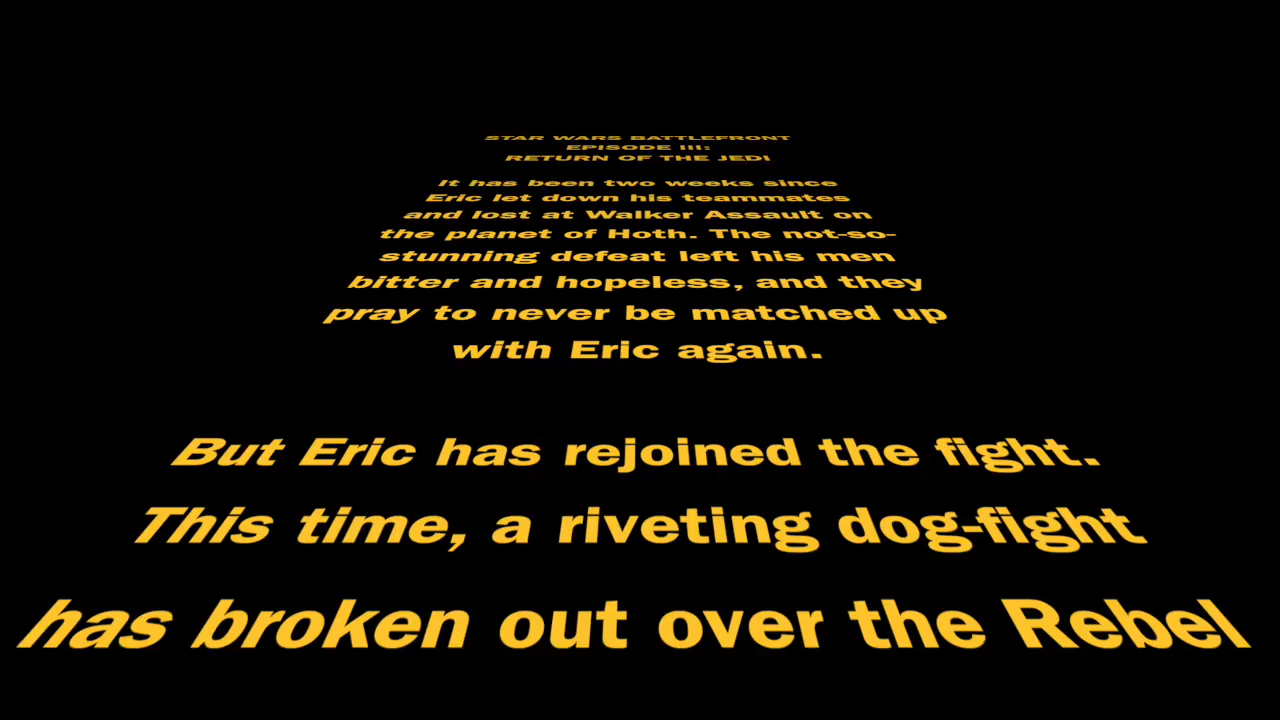 STAR WARS BATTLEFRONT
EPISODE III:
RETURN OF THE JEDI
It has been two weeks since
Eric let down his teammates
and lost at Walker Assault on
the planet of Hoth. The not-so-
stunning defeat left his men
bitter and hopeless, and they
pray to never be matched up
with Eric again.
But Eric has rejoined the fight.
This time, a riveting dog-fight
has broken out over the Rebel